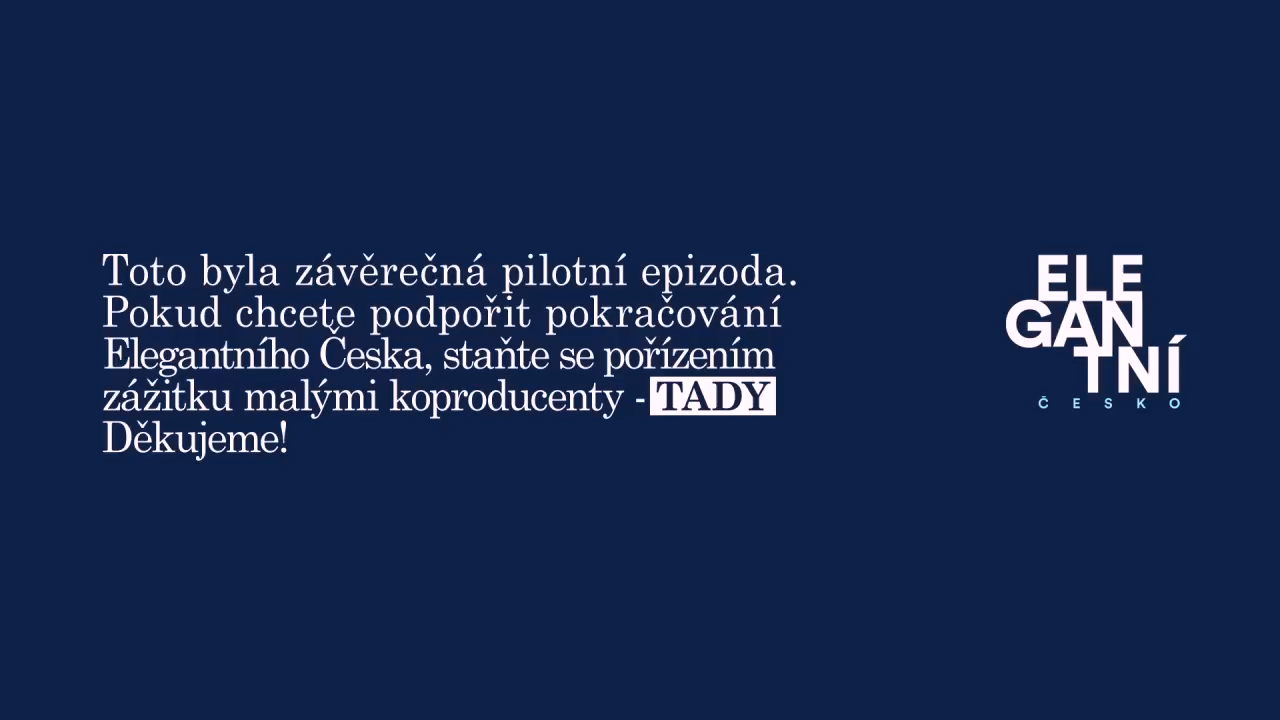 Toto byla závěrečná pilotní epizoda.
Pokud chcete podpořit pokračování
Elegantního Česka, staňte se pořízením
zážitku malými koproducenty - TADY
Děkujeme!
ELE
GAN
TNÍ
ČESKO